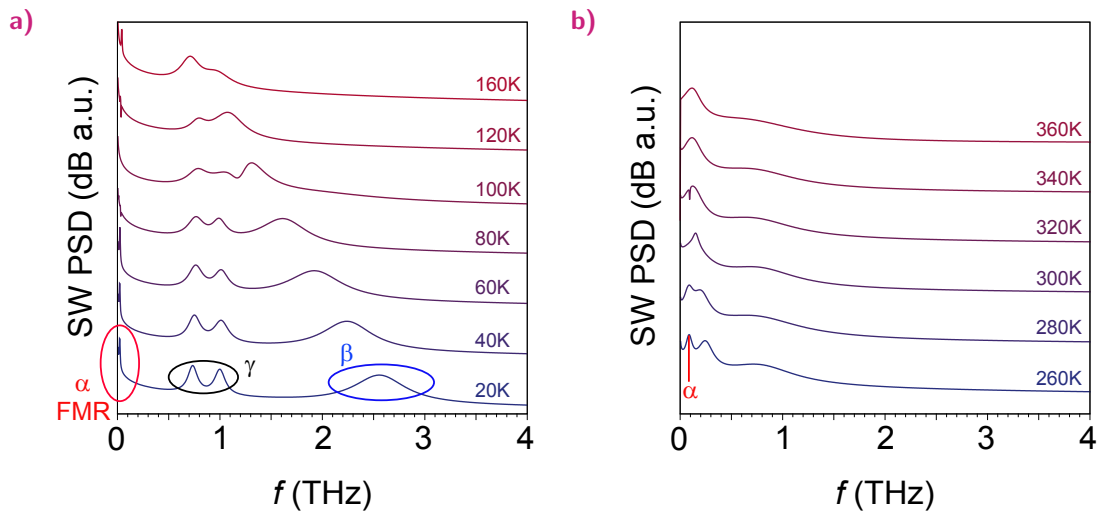 a)
SW PSD (dB a.u.)
160K
120K
100K
80K
60K
40K
20K
α
FMR
γ
β
0 1 2 3 4
f (THz)
b)
SW PSD (dB a.u.)
360K
340K
320K
300K
280K
260K
α
0 1 2 3 4
f (THz)